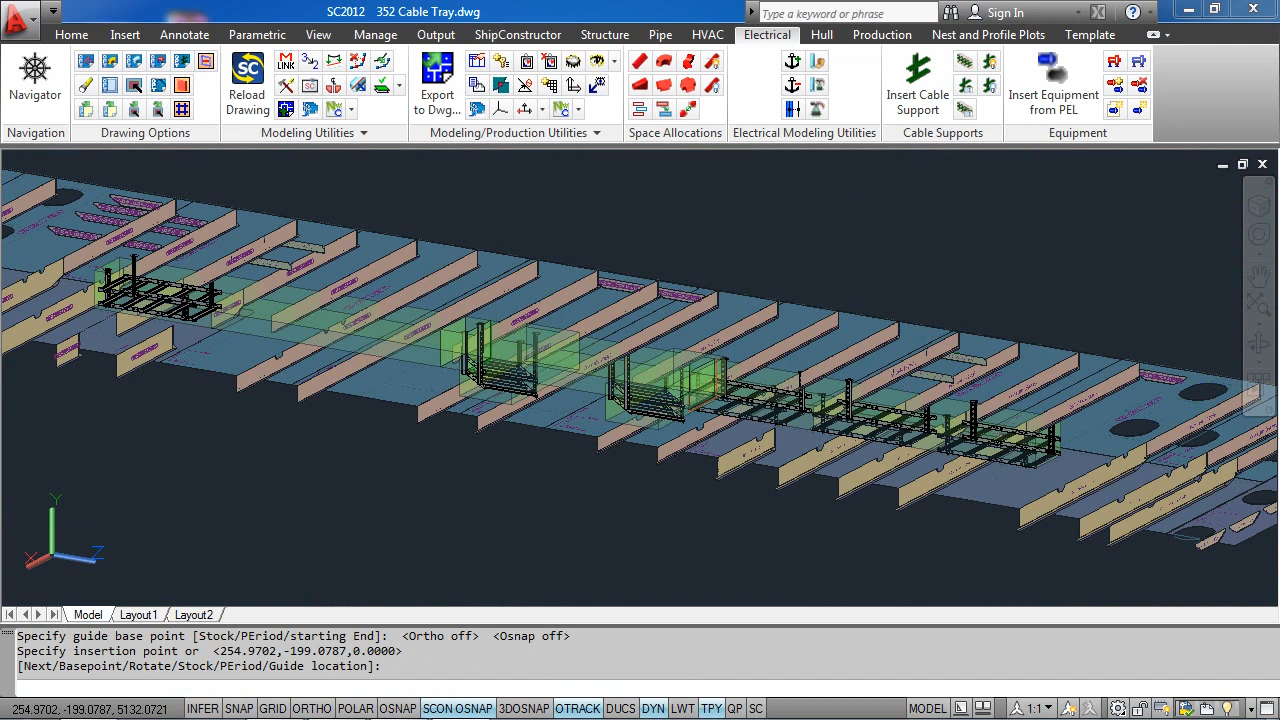 SC2012 352 Cable Tray.dwg
Type a keyword or phrase
Sign In
Home Insert Annotate Parametric View Manage Output ShipConstructor Structure Pipe HVAC Electrical Hull Production Nest and Profile Plots Template
Navigator
Navigation
Drawing Options
SC
Reload
Drawing
M
LINK
Modeling Utilities
Export
to Dwg...
Modeling/Production Utilities
Space Allocations
Electrical Modeling Utilities
Insert Cable
Support
Cable Supports
Insert Equipment
from PEL
Equipment
Y
X
Z
Model Layout1 Layout2
Specify guide base point [Stock/PEriod/starting End]: <Ortho off> <Osnap off>
Specify insertion point or <254.9702,-199.0787,0.0000>
[Next/Basepoint/Rotate/Stock/PEriod/Guide location]:
254.9702, -199.0787, 5132.0721 INFER SNAP GRID ORTHO POLAR OSNAP SCON OSNAP 3DOSNAP OTRACK DUCS DYN LWT TPY QP SC MODEL 1:1